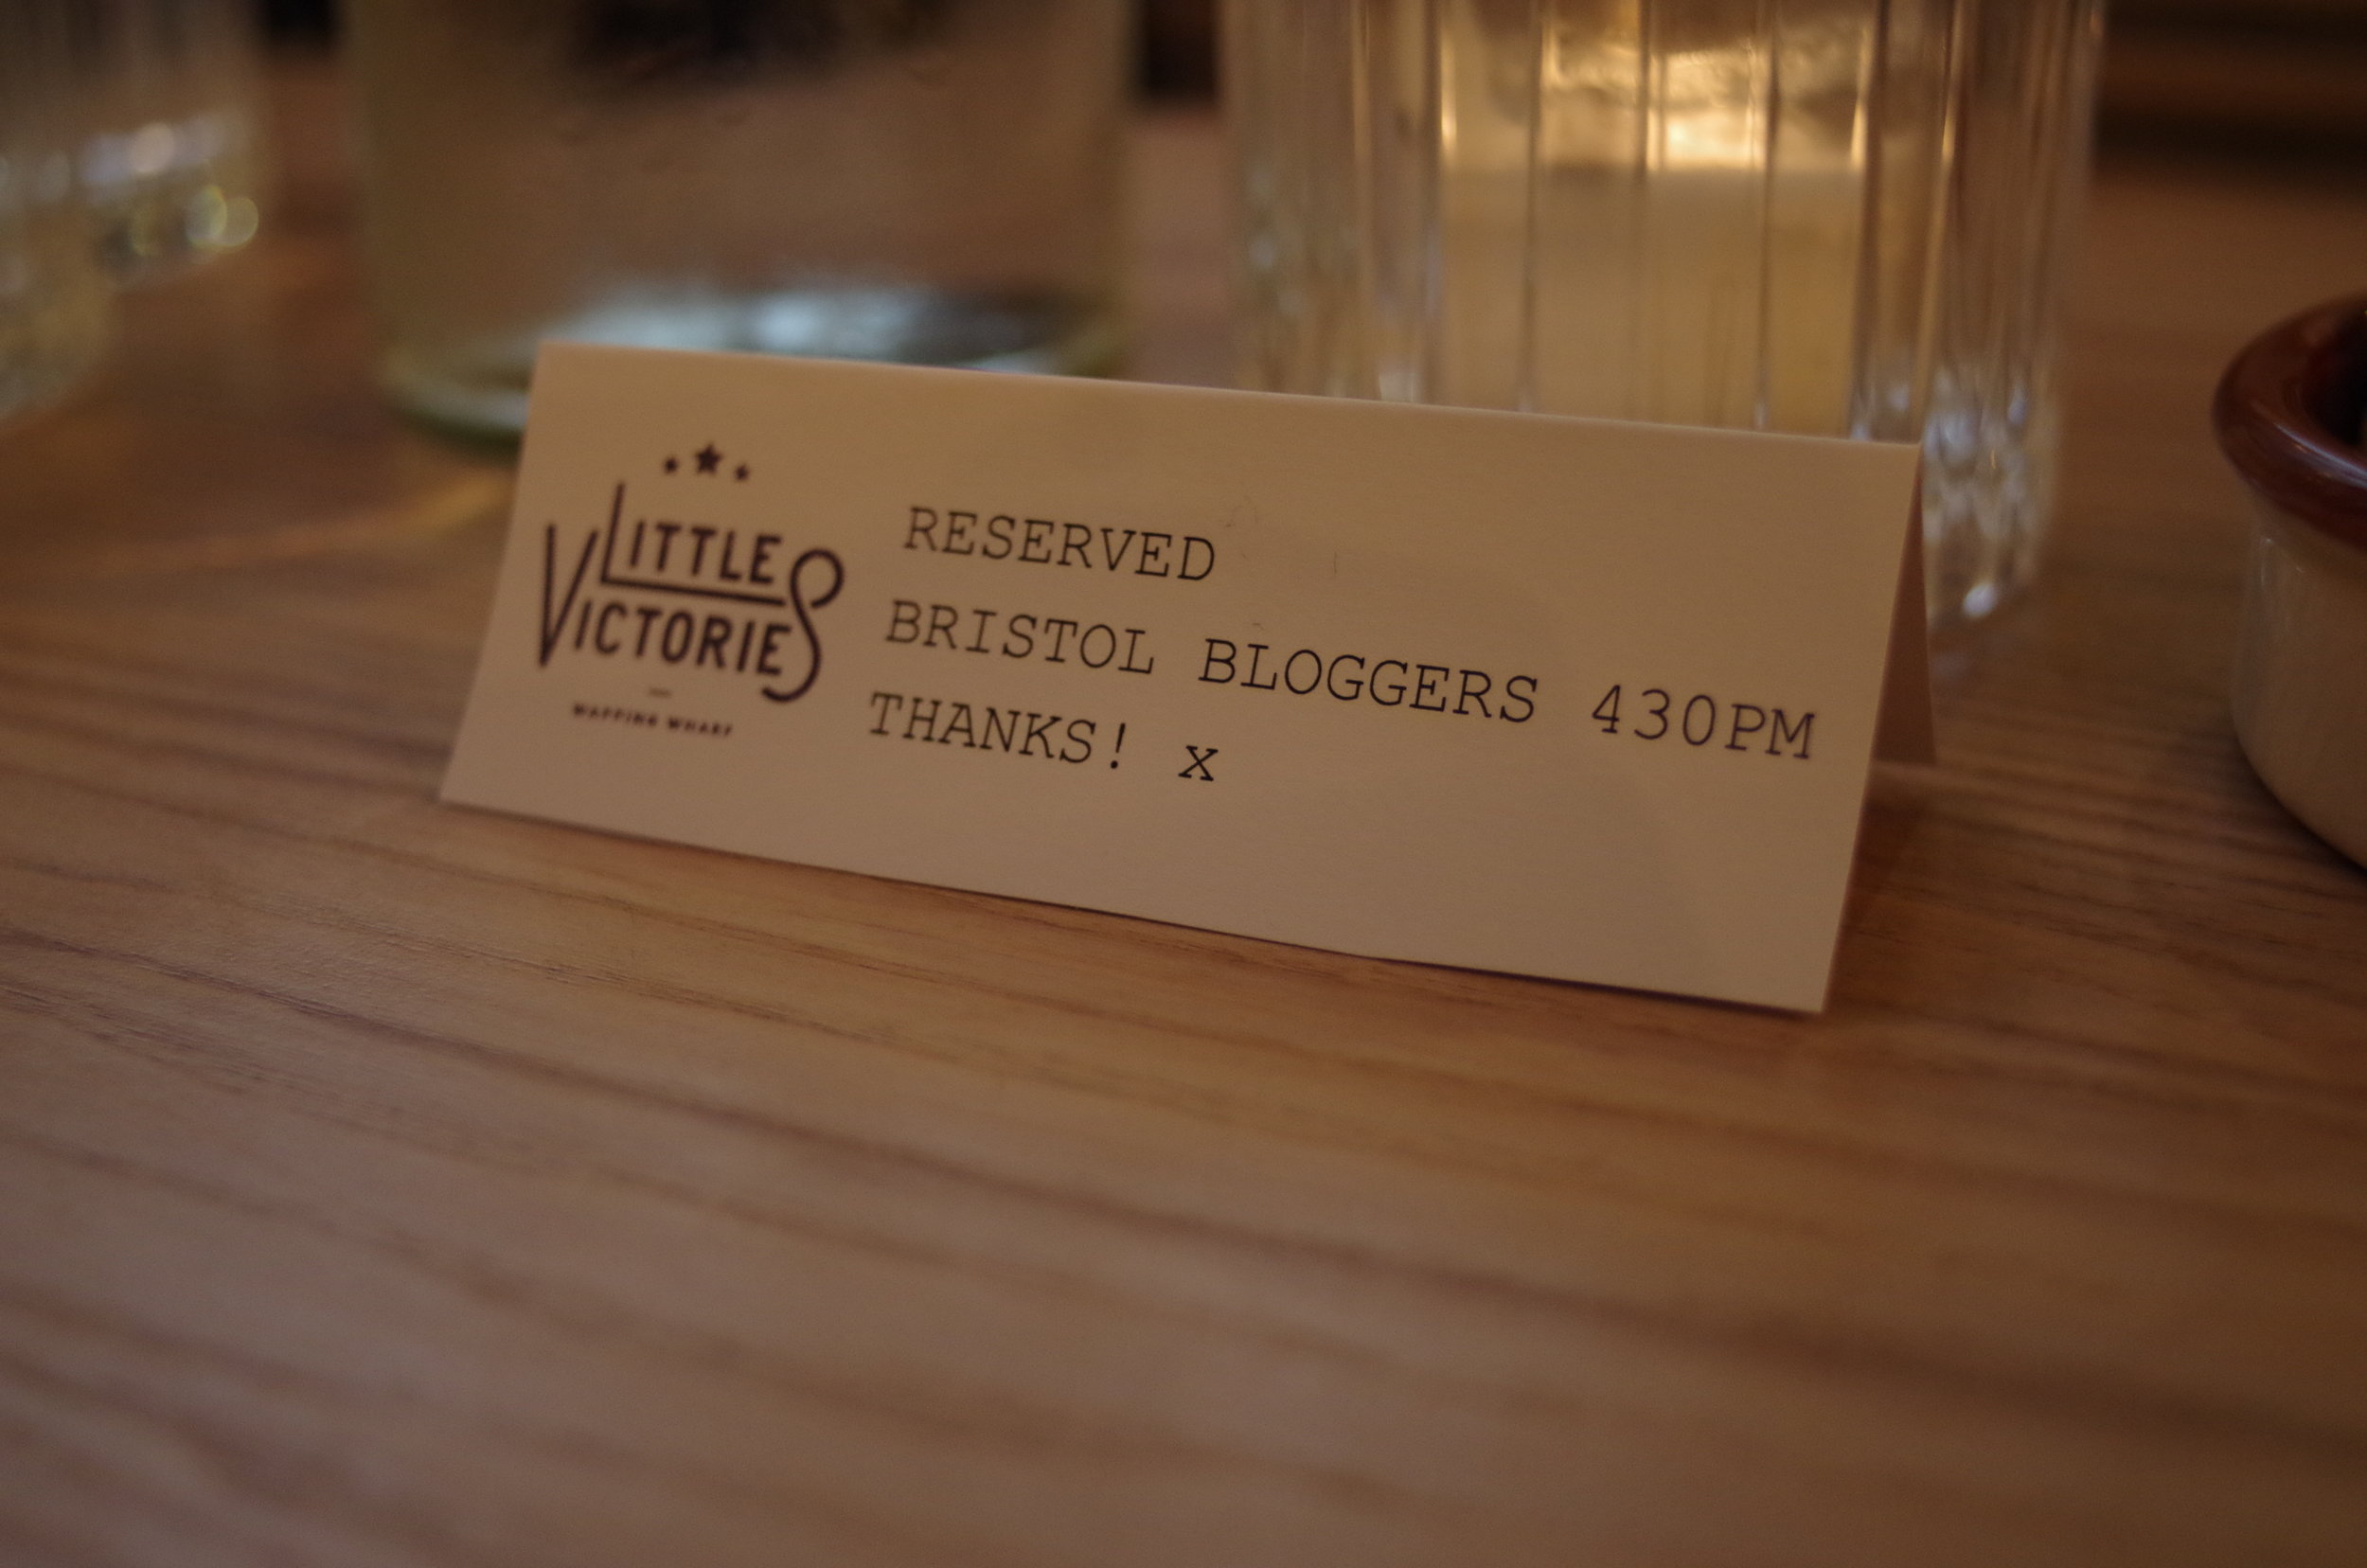 LITTLE
VICTORIES
WAPPING WHARF
RESERVED
BRISTOL BLOGGERS 430PM
THANKS! x